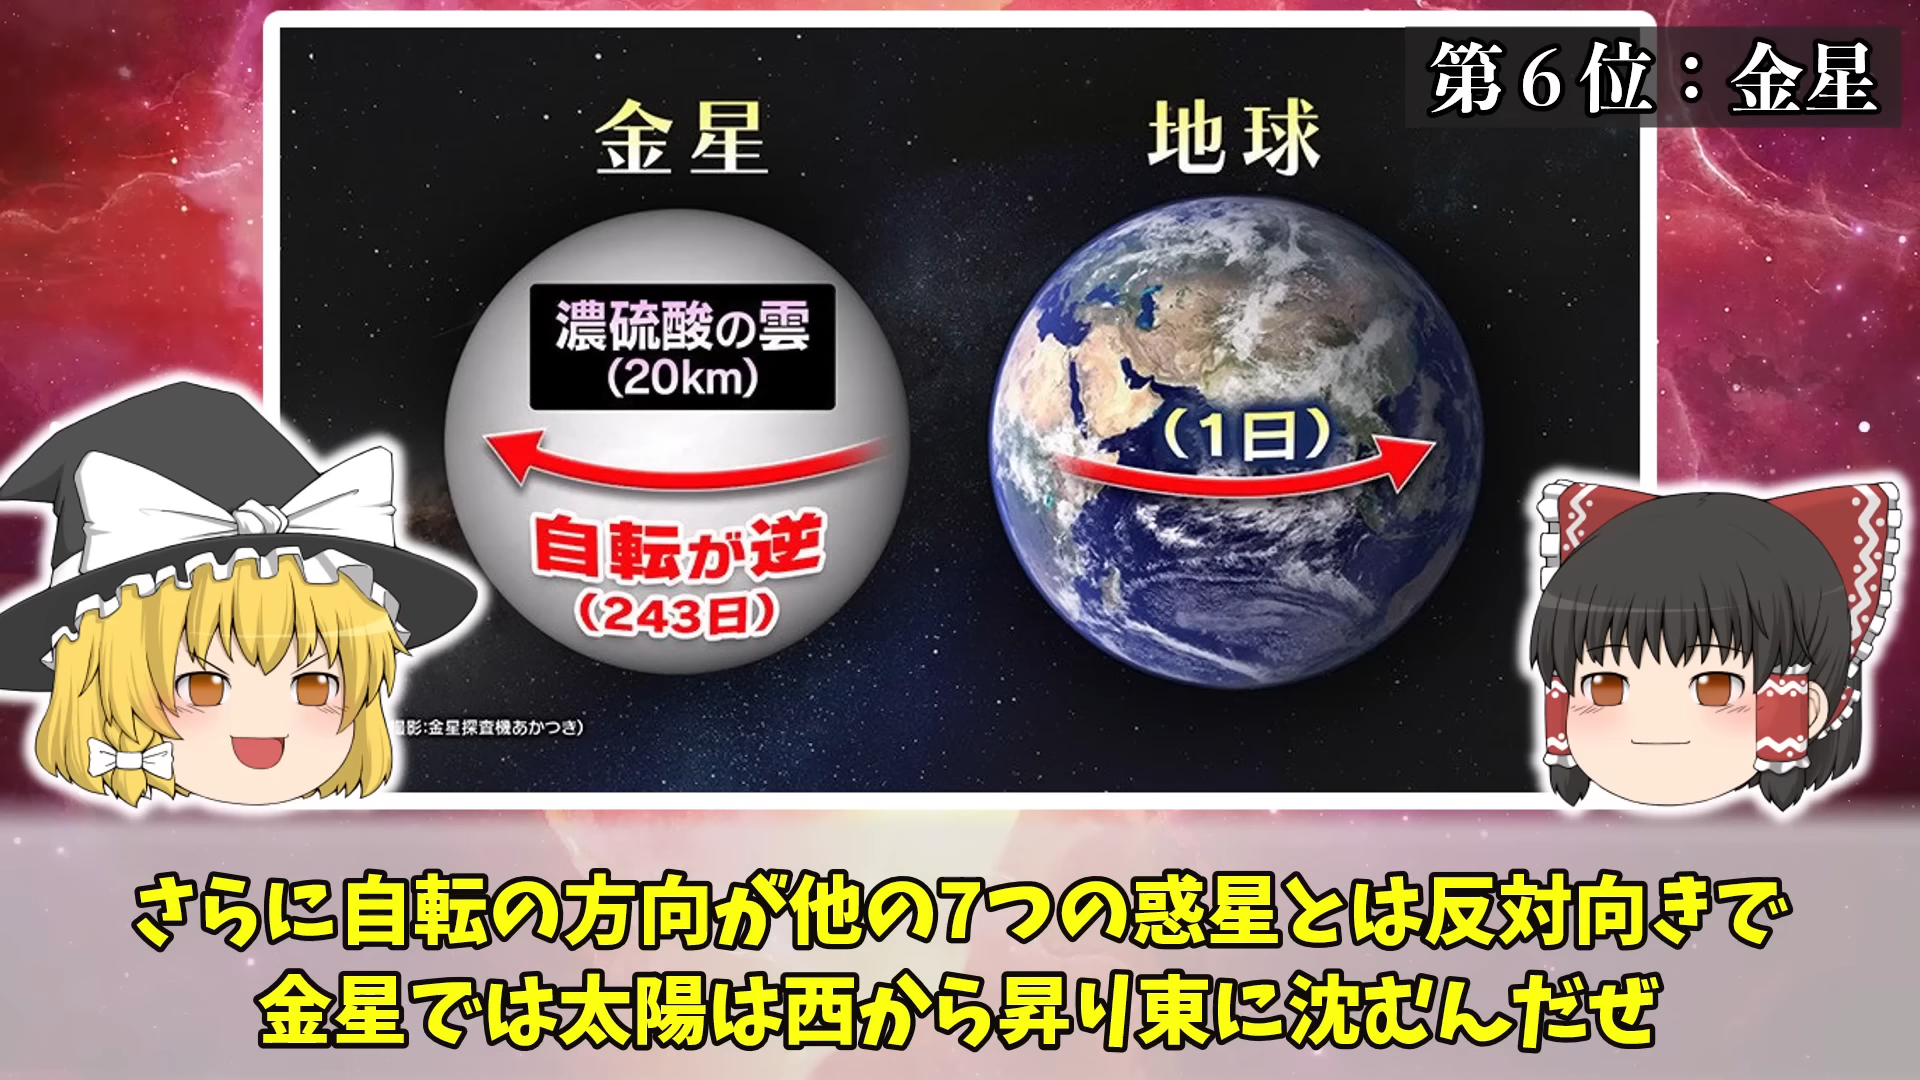 第6位：金星
金星
地球
濃硫酸の雲
(20km)
(1日)
自転が逆
(243日)
影:金星探査機あかつき)
さらに自転の方向が他の7つの惑星とは反対向きで
金星では太陽は西から昇り東に沈むんだぜ